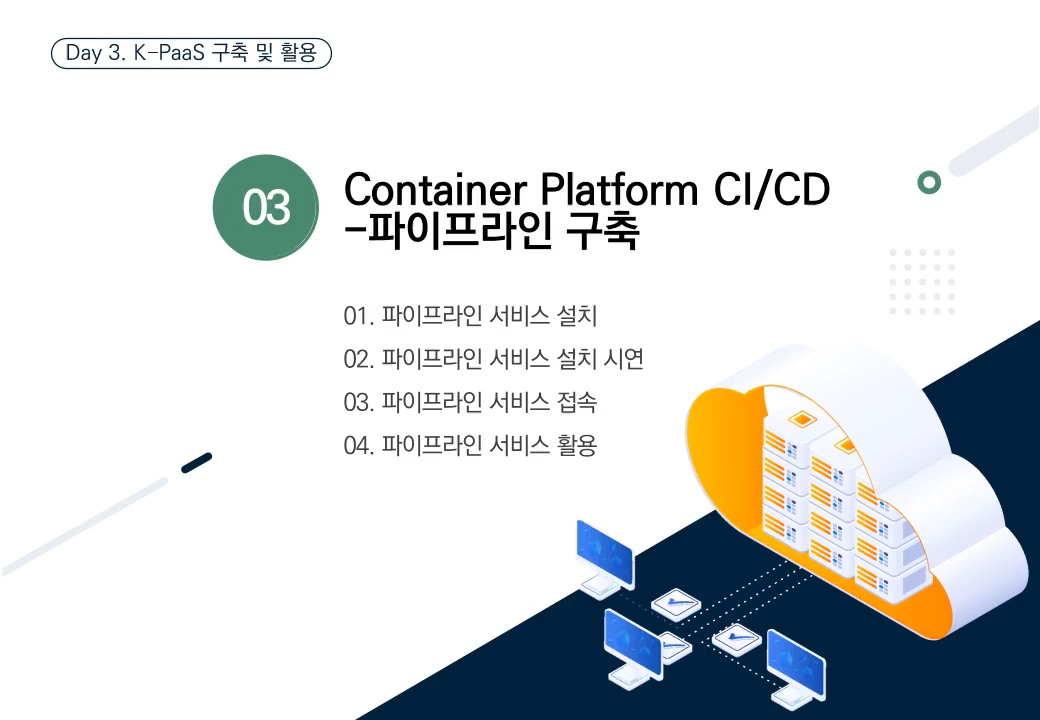 Day 3. K-PaaS 구축 및 활용
03
Container Platform CI/CD
-파이프라인 구축
01. 파이프라인 서비스 설치
02. 파이프라인 서비스 설치 시연
03. 파이프라인 서비스 접속
04. 파이프라인 서비스 활용